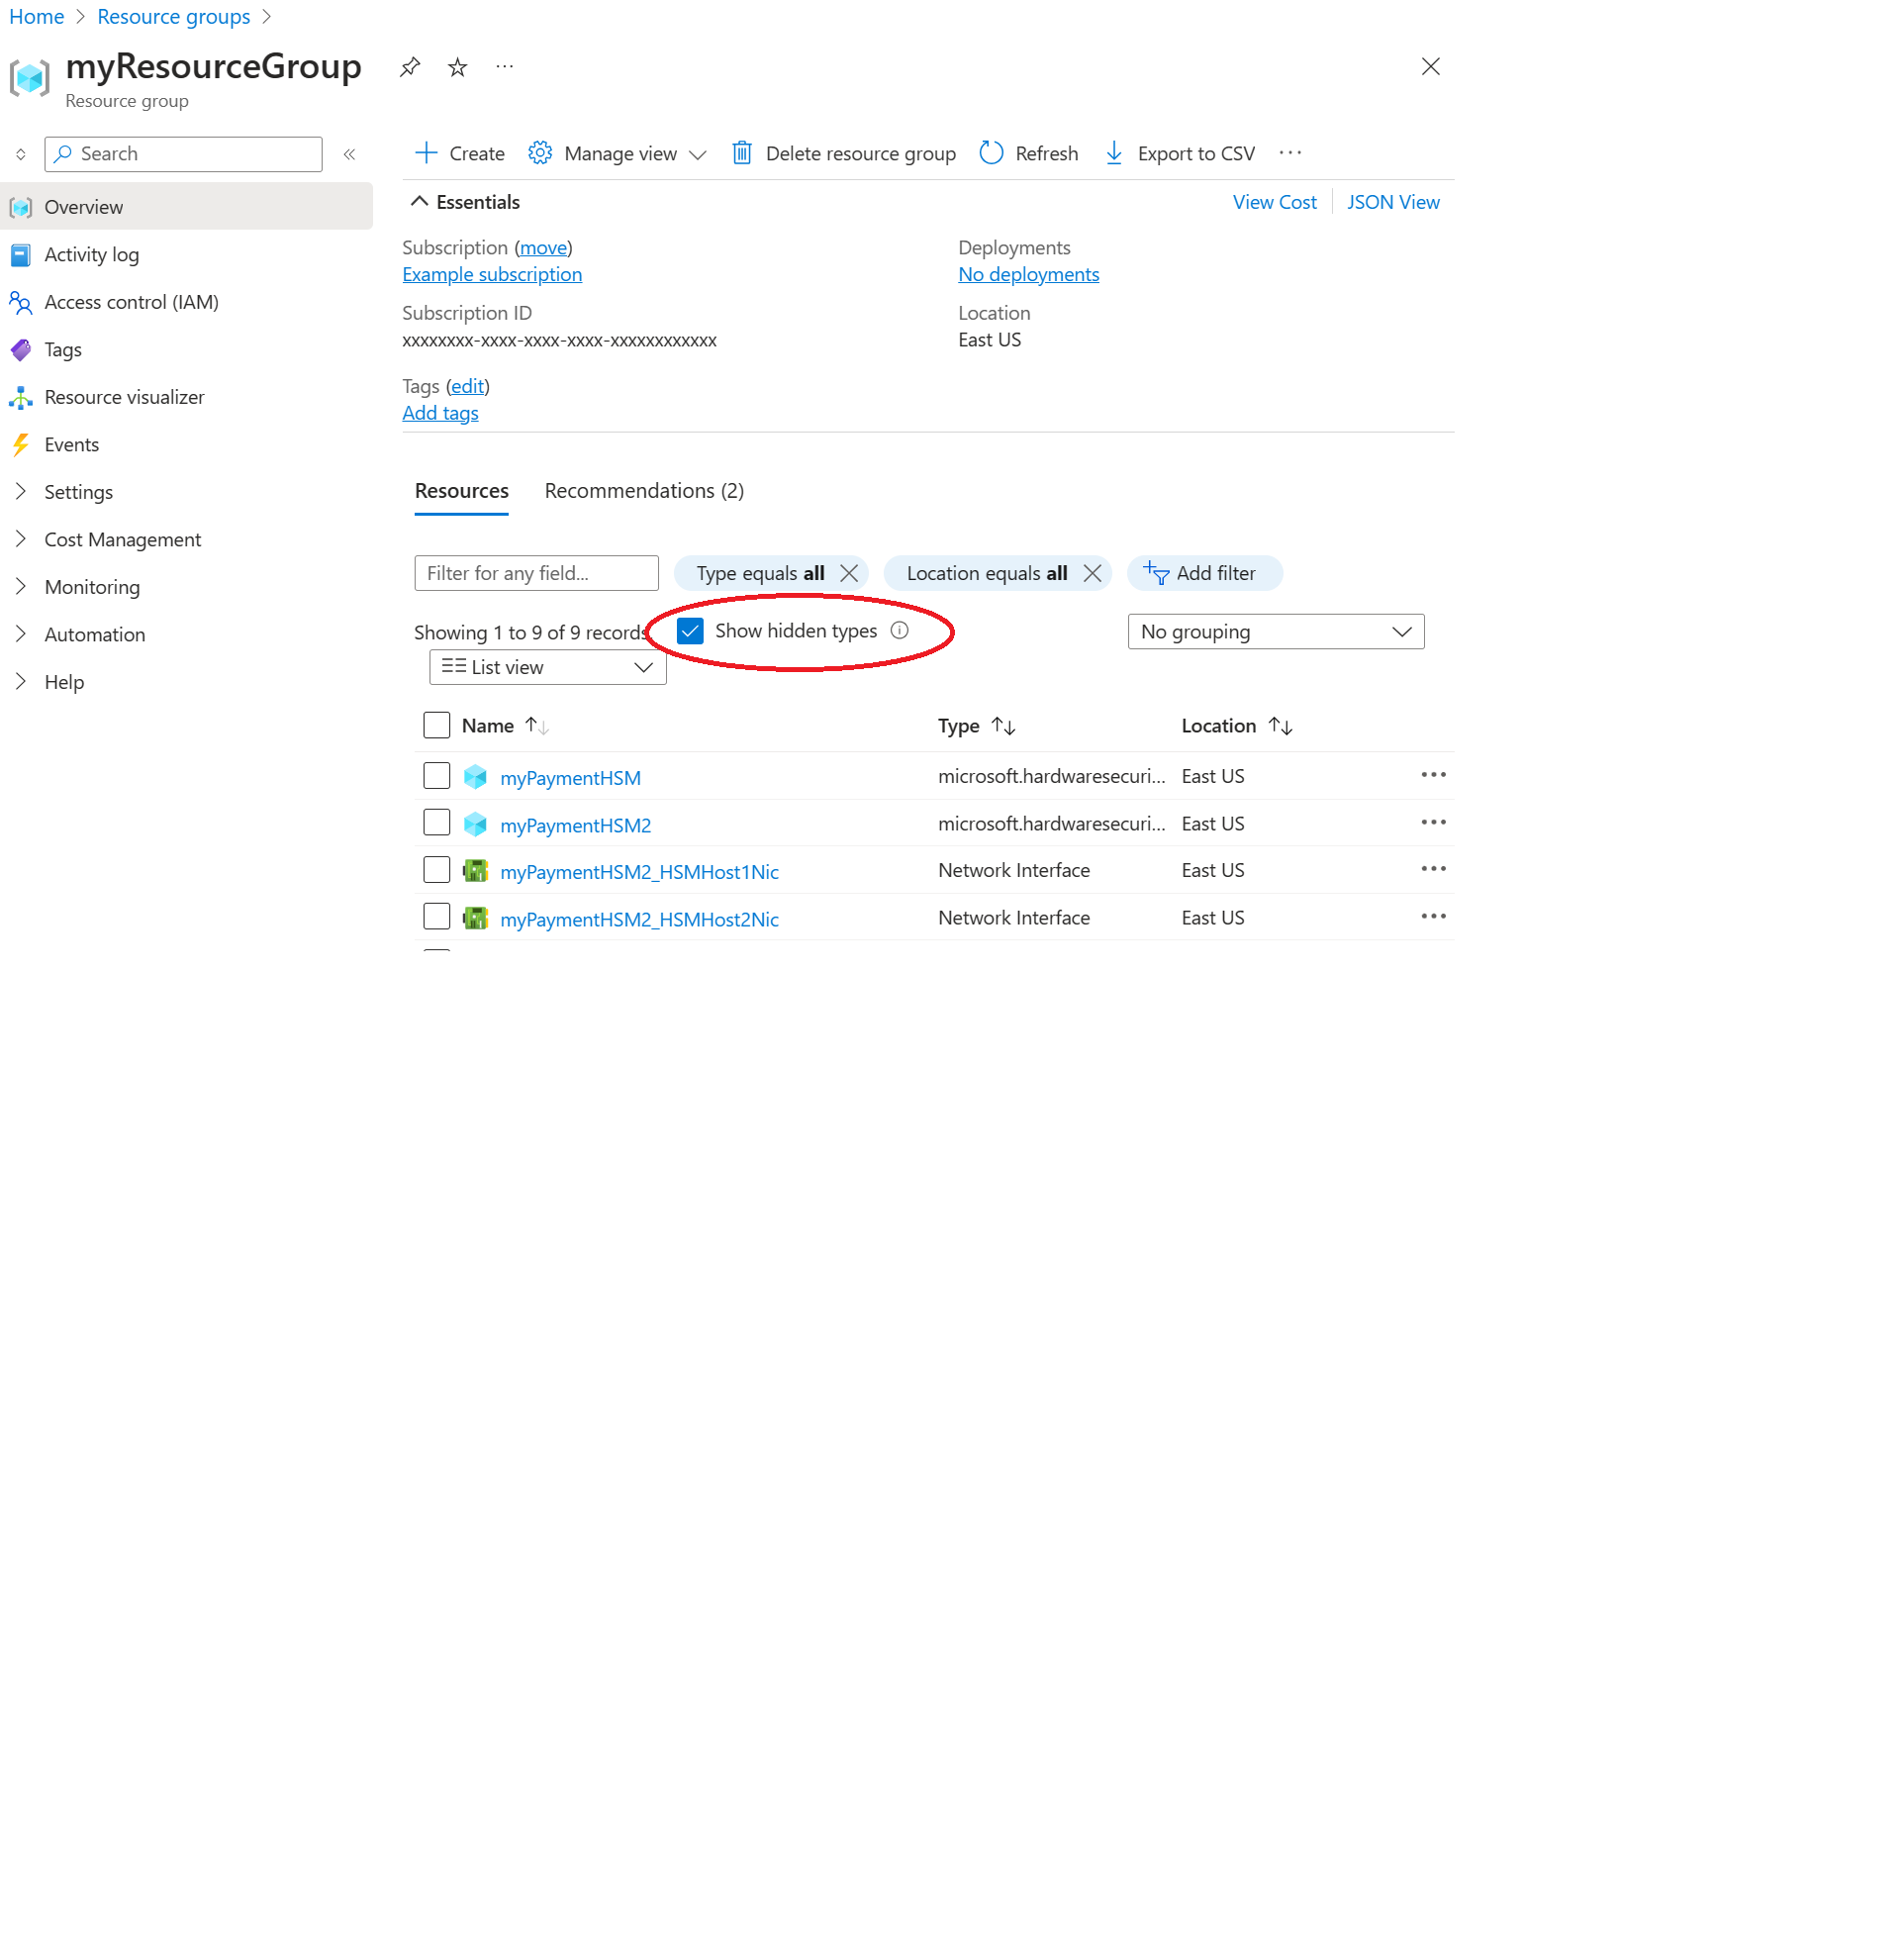 Home > Resource groups >
myResourceGroup
Resource group
Search
Overview
Activity log
Access control (IAM)
Tags
Resource visualizer
Events
Settings
Cost Management
Monitoring
Automation
Help
Create Manage view Delete resource group Refresh Export to CSV ...
Essentials View Cost JSON View
Subscription (move) Deployments
Example subscription No deployments
Subscription ID Location
xxxxxxxx-xxxx-xxxx-xxxx-xxxxxxxxxxxx East US
Tags (edit)
Add tags
Resources Recommendations (2)
Filter for any field... Type equals all Location equals all Add filter
Showing 1 to 9 of 9 records. Show hidden types No grouping
List view
Name Type Location
myPaymentHSM microsoft.hardwaresecuri... East US
myPaymentHSM2 microsoft.hardwaresecuri... East US
myPaymentHSM2_HSMHost1Nic Network Interface East US
myPaymentHSM2_HSMHost2Nic Network Interface East US